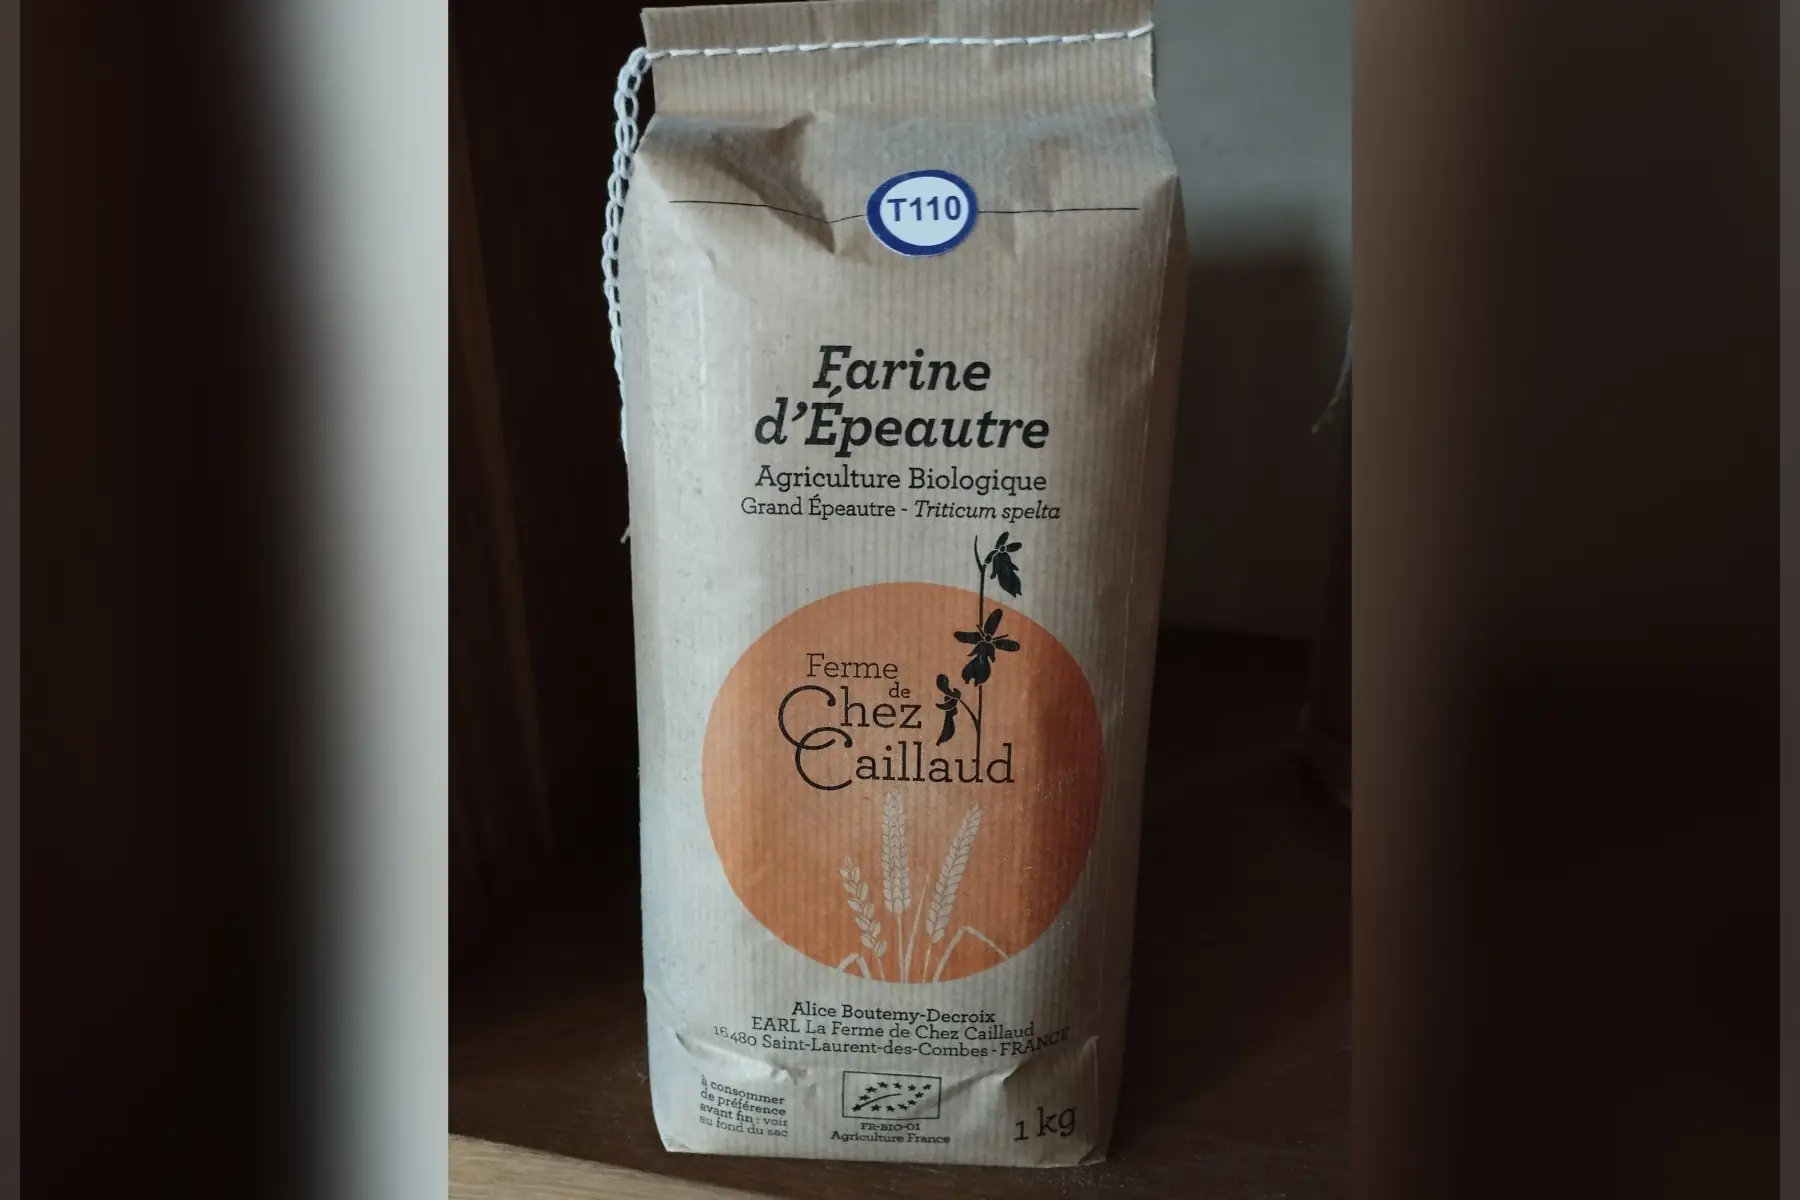 T110
Farine
d'Épeautre
Agriculture Biologique
Grand Épeautre - Triticum spelta
Ferme
de
Chez
Caillaud
Alice Boutemy-Decroix
EARL La Ferme de Chez Caillaud
16480 Saint-Laurent-des-Combes - FRANCE
à consommer
de préférence
avant fin : voir
au fond du sac
FR-BIO-01
Agriculture France
1 kg